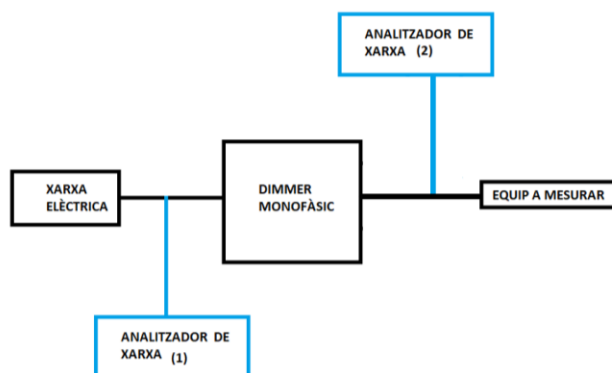 ANALITZADOR DE
XARXA (2)
XARXA
ELÈCTRICA
DIMMER
MONOFÀSIC
EQUIP A MESURAR
ANALITZADOR DE
XARXA (1)